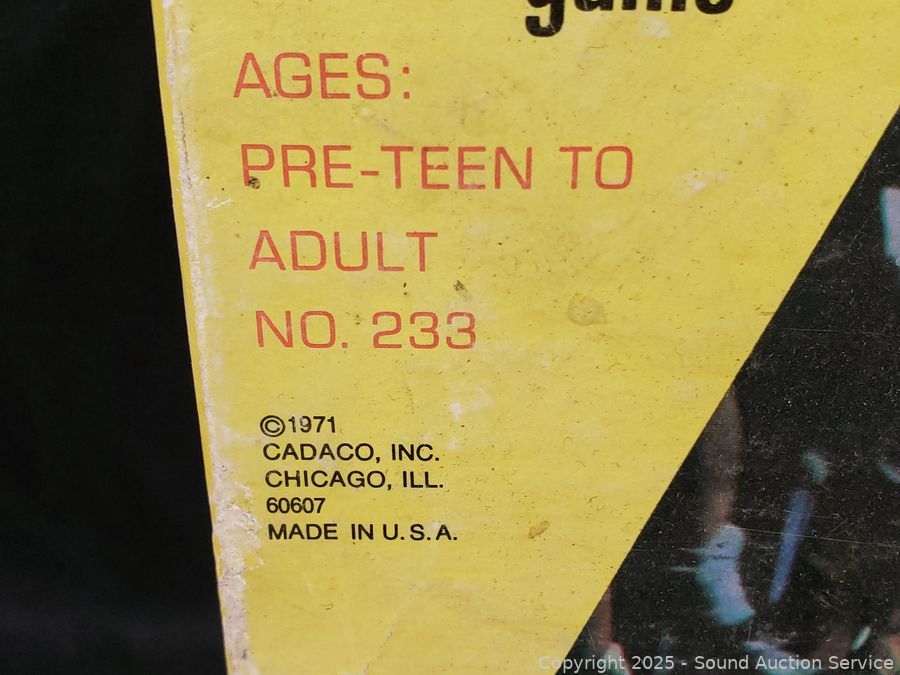 game
AGES:
PRE-TEEN TO
ADULT
NO. 233
©1971
CADACO, INC.
CHICAGO, ILL.
60607
MADE IN U.S.A.
Copyright 2025 - Sound Auction Service